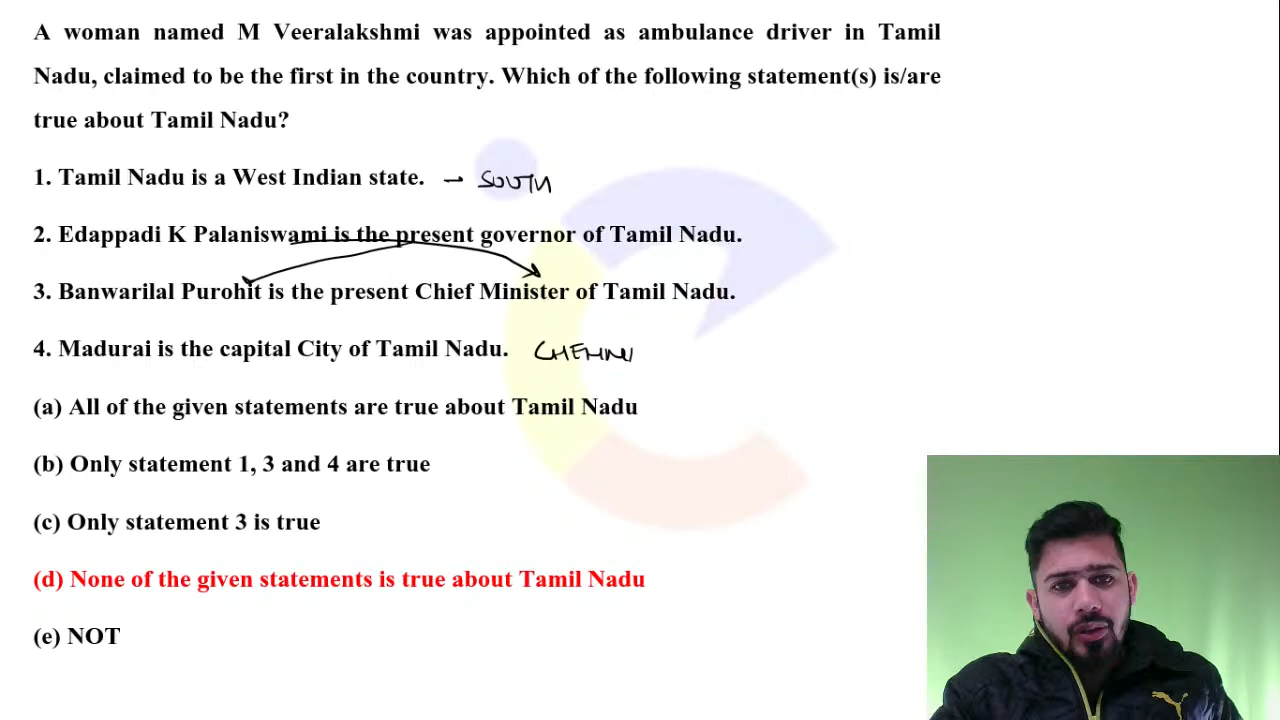 A woman named M Veeralakshmi was appointed as ambulance driver in Tamil
Nadu, claimed to be the first in the country. Which of the following statement(s) is/are
true about Tamil Nadu?
1. Tamil Nadu is a West Indian state. - SOUTH
2. Edappadi K Palaniswami is the present governor of Tamil Nadu.
3. Banwarilal Purohit is the present Chief Minister of Tamil Nadu.
4. Madurai is the capital City of Tamil Nadu.
(a) All of the given statements are true about Tamil Nadu
(b) Only statement 1, 3 and 4 are true
(c) Only statement 3 is true
(d) None of the given statements is true about Tamil Nadu
(e) NOT
PUMA